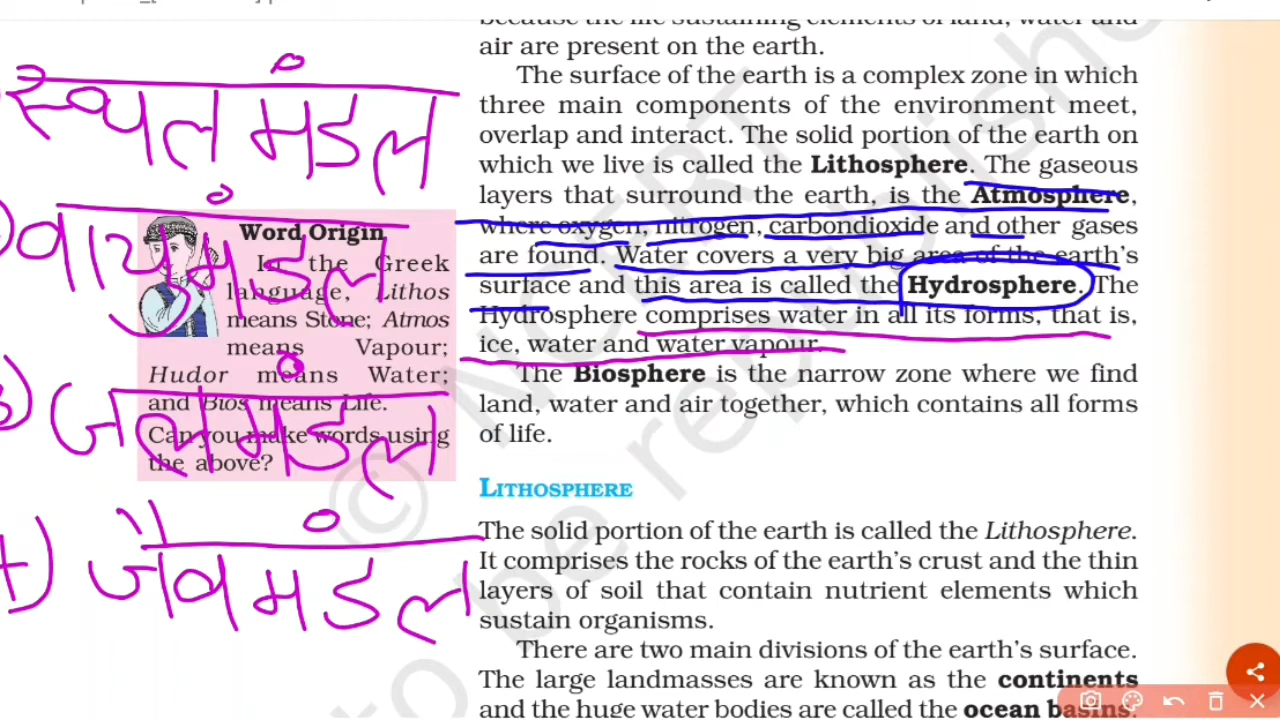 स्थल मंडल
वायु मंडल
जल मंडल
जैव मंडल
Word Origin
In the Greek
language, Lithos
means Stone; Atmos
means Vapour;
Hudor means Water;
and Bios means Life.
Can you make words using
the above?
because the life sustaining elements of land, water and
air are present on the earth.
The surface of the earth is a complex zone in which
three main components of the environment meet,
overlap and interact. The solid portion of the earth on
which we live is called the Lithosphere. The gaseous
layers that surround the earth, is the Atmosphere,
where oxygen, nitrogen, carbondioxide and other gases
are found. Water covers a very big area of the earth's
surface and this area is called the Hydrosphere. The
Hydrosphere comprises water in all its forms, that is,
ice, water and water vapour.
The Biosphere is the narrow zone where we find
land, water and air together, which contains all forms
of life.
LITHOSPHERE
The solid portion of the earth is called the Lithosphere.
It comprises the rocks of the earth's crust and the thin
layers of soil that contain nutrient elements which
sustain organisms.
There are two main divisions of the earth's surface.
The large landmasses are known as the continents
and the huge water bodies are called the ocean basins.